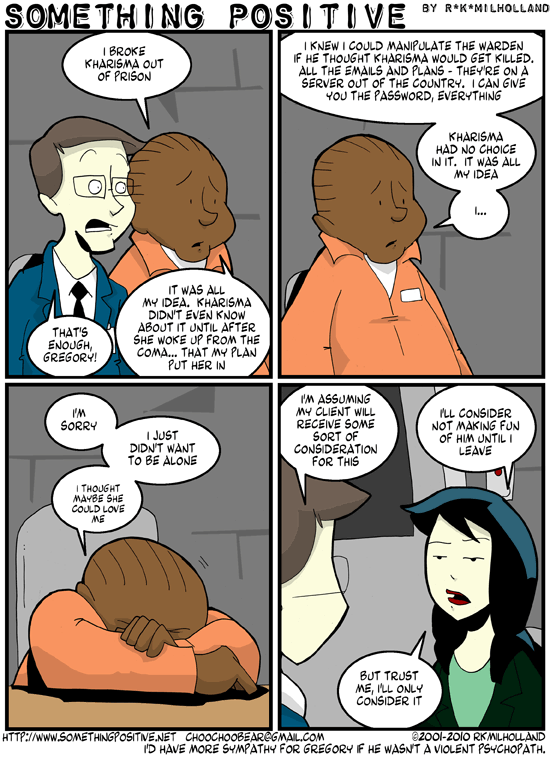 SOMETHING POSITIVE BY R*K*MILHOLLAND
I BROKE
KHARISMA OUT
OF PRISON
THAT'S
ENOUGH,
GREGORY!
IT WAS ALL
MY IDEA. KHARISMA
DIDN'T EVEN KNOW
ABOUT IT UNTIL AFTER
SHE WOKE UP FROM THE
COMA... THAT MY PLAN
PUT HER IN
I KNEW I COULD MANIPULATE THE WARDEN
IF HE THOUGHT KHARISMA WOULD GET KILLED.
ALL THE EMAILS AND PLANS - THEY'RE ON A
SERVER OUT OF THE COUNTRY. I CAN GIVE
YOU THE PASSWORD, EVERYTHING
KHARISMA
HAD NO CHOICE
IN IT. IT WAS ALL
MY IDEA
I...
I'M
SORRY
I JUST
DIDN'T WANT
TO BE ALONE
I THOUGHT
MAYBE SHE
COULD LOVE
ME
I'M ASSUMING
MY CLIENT WILL
RECEIVE SOME
SORT OF
CONSIDERATION
FOR THIS
I'LL CONSIDER
NOT MAKING FUN
OF HIM UNTIL I
LEAVE
BUT TRUST
ME, I'LL ONLY
CONSIDER IT
HTTP://WWW.SOMETHINGPOSITIVE.NET CHOOCHOOBEAR@GMAIL.COM ©2001-2010 RKMILHOLLAND
I'D HAVE MORE SYMPATHY FOR GREGORY IF HE WASN'T A VIOLENT PSYCHOPATH.